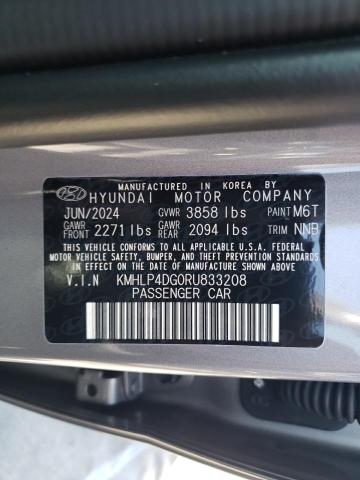 MANUFACTURED IN KOREA BY
HYUNDAI MOTOR COMPANY
JUN/2024 GVWR 3858 lbs PAINT M6T
GAWR FRONT 2271 lbs GAWR REAR 2094 lbs TRIM NNB
THIS VEHICLE CONFORMS TO ALL APPLICABLE U.S.A. FEDERAL
MOTOR VEHICLE SAFETY, BUMPER, AND THEFT PREVENTION
STANDARDS IN EFFECT ON THE DATE OF MANUFACTURE SHOWN ABOVE.
V.I.N KMHLP4DG0RU833208
PASSENGER CAR